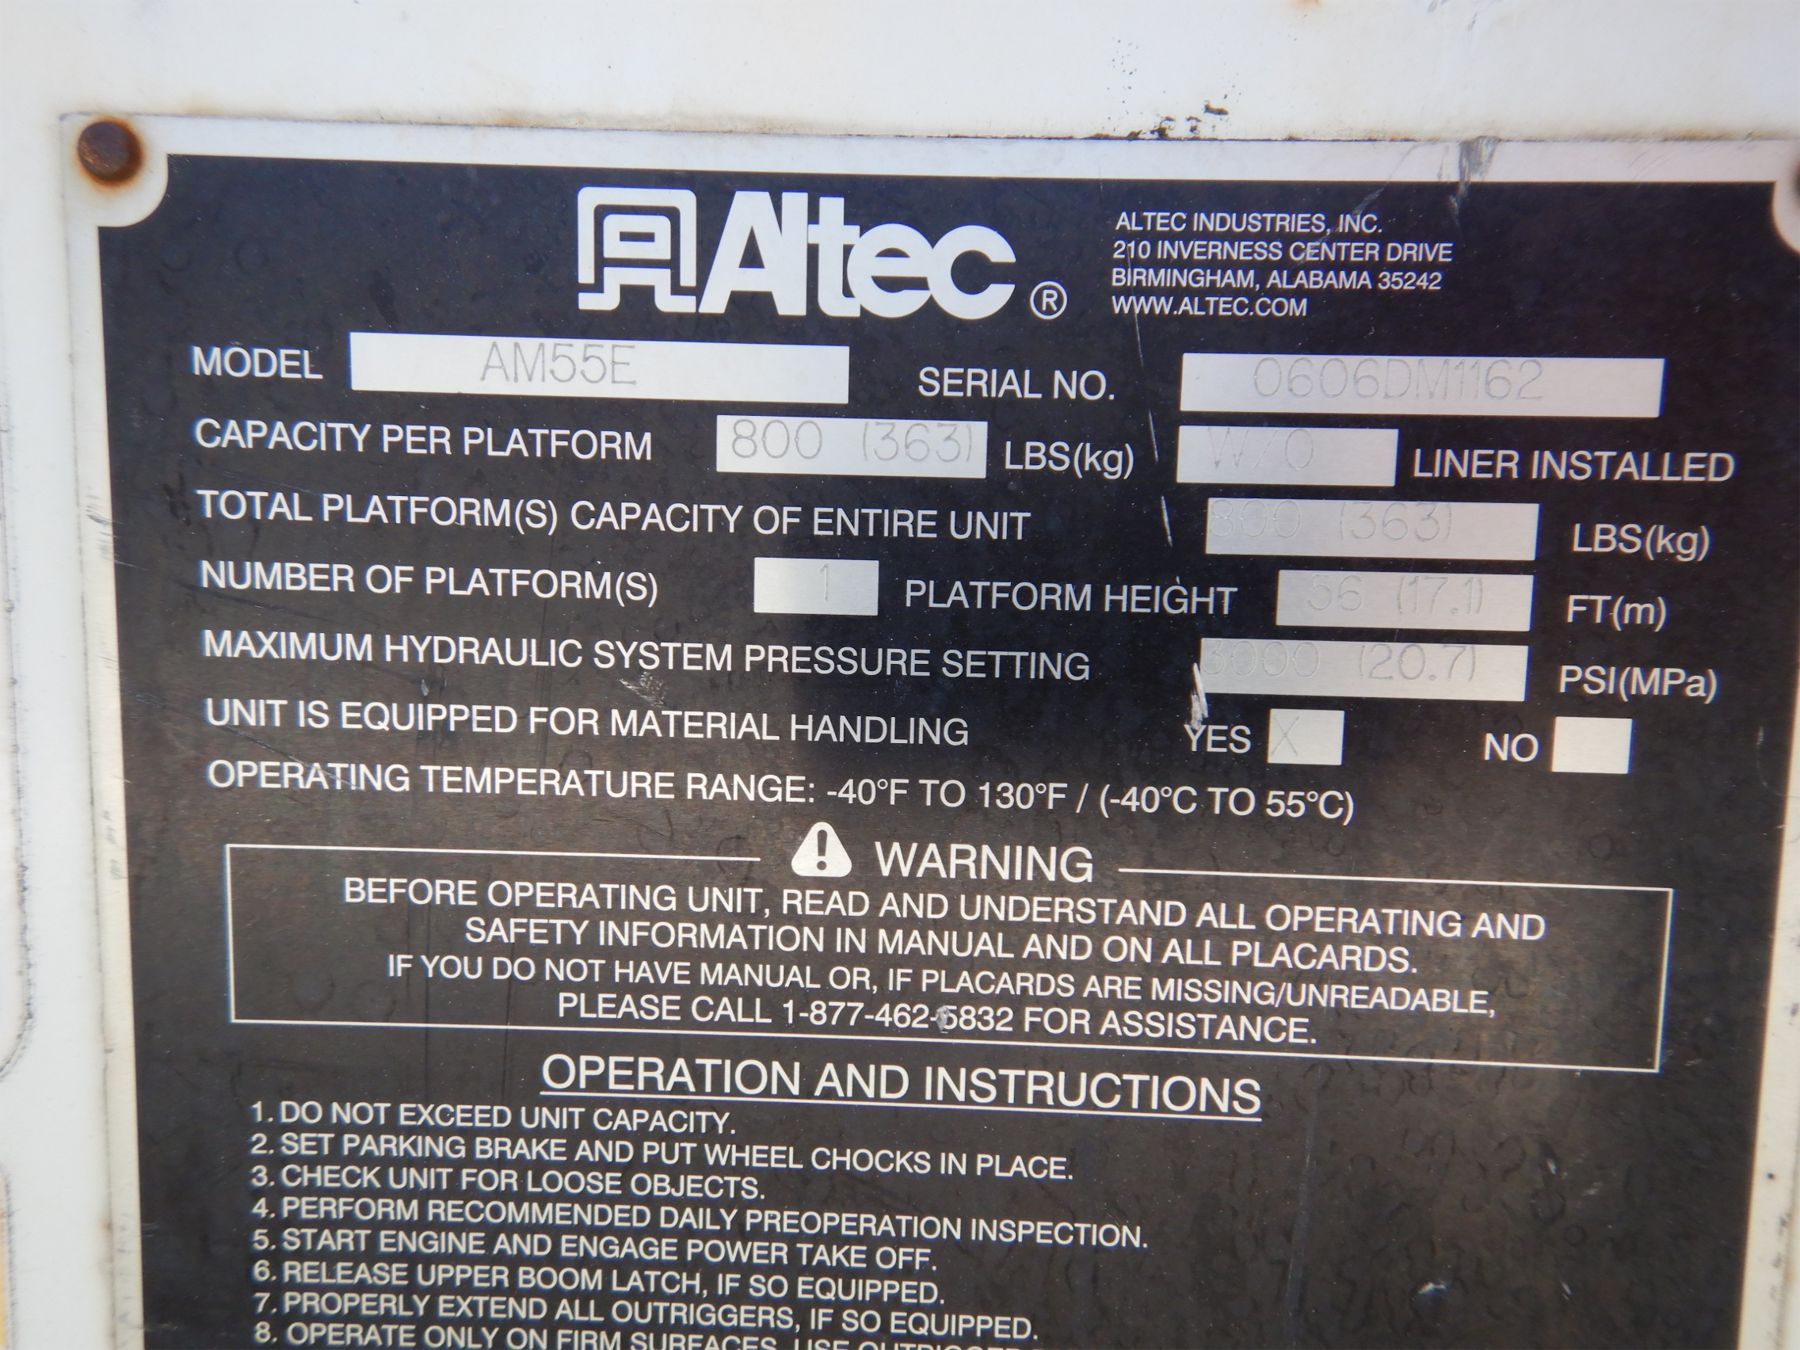 Altec®
ALTEC INDUSTRIES, INC.
210 INVERNESS CENTER DRIVE
BIRMINGHAM, ALABAMA 35242
WWW.ALTEC.COM
MODEL AM55E SERIAL NO. 0606DM1162
CAPACITY PER PLATFORM 800 (363) LBS(kg) W/O LINER INSTALLED
TOTAL PLATFORM(S) CAPACITY OF ENTIRE UNIT 800 (363) LBS(kg)
NUMBER OF PLATFORM(S) 1 PLATFORM HEIGHT 56 (17.1) FT(m)
MAXIMUM HYDRAULIC SYSTEM PRESSURE SETTING 3000 (20.7) PSI(MPa)
UNIT IS EQUIPPED FOR MATERIAL HANDLING YES X NO
OPERATING TEMPERATURE RANGE: -40°F TO 130°F / (-40°C TO 55°C)
WARNING
BEFORE OPERATING UNIT, READ AND UNDERSTAND ALL OPERATING AND
SAFETY INFORMATION IN MANUAL AND ON ALL PLACARDS.
IF YOU DO NOT HAVE MANUAL OR, IF PLACARDS ARE MISSING/UNREADABLE,
PLEASE CALL 1-877-462-5832 FOR ASSISTANCE.
OPERATION AND INSTRUCTIONS
1. DO NOT EXCEED UNIT CAPACITY.
2. SET PARKING BRAKE AND PUT WHEEL CHOCKS IN PLACE.
3. CHECK UNIT FOR LOOSE OBJECTS.
4. PERFORM RECOMMENDED DAILY PREOPERATION INSPECTION.
5. START ENGINE AND ENGAGE POWER TAKE OFF.
6. RELEASE UPPER BOOM LATCH, IF SO EQUIPPED.
7. PROPERLY EXTEND ALL OUTRIGGERS, IF SO EQUIPPED.
8. OPERATE ONLY ON FIRM SURFACES. USE